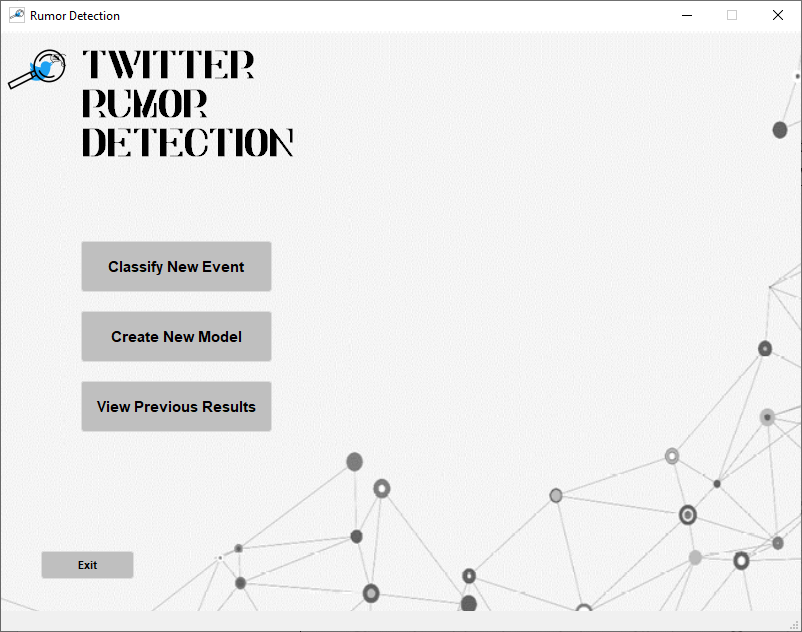 Rumor Detection
TWITTER
RUMOR
DETECTION
Classify New Event
Create New Model
View Previous Results
Exit